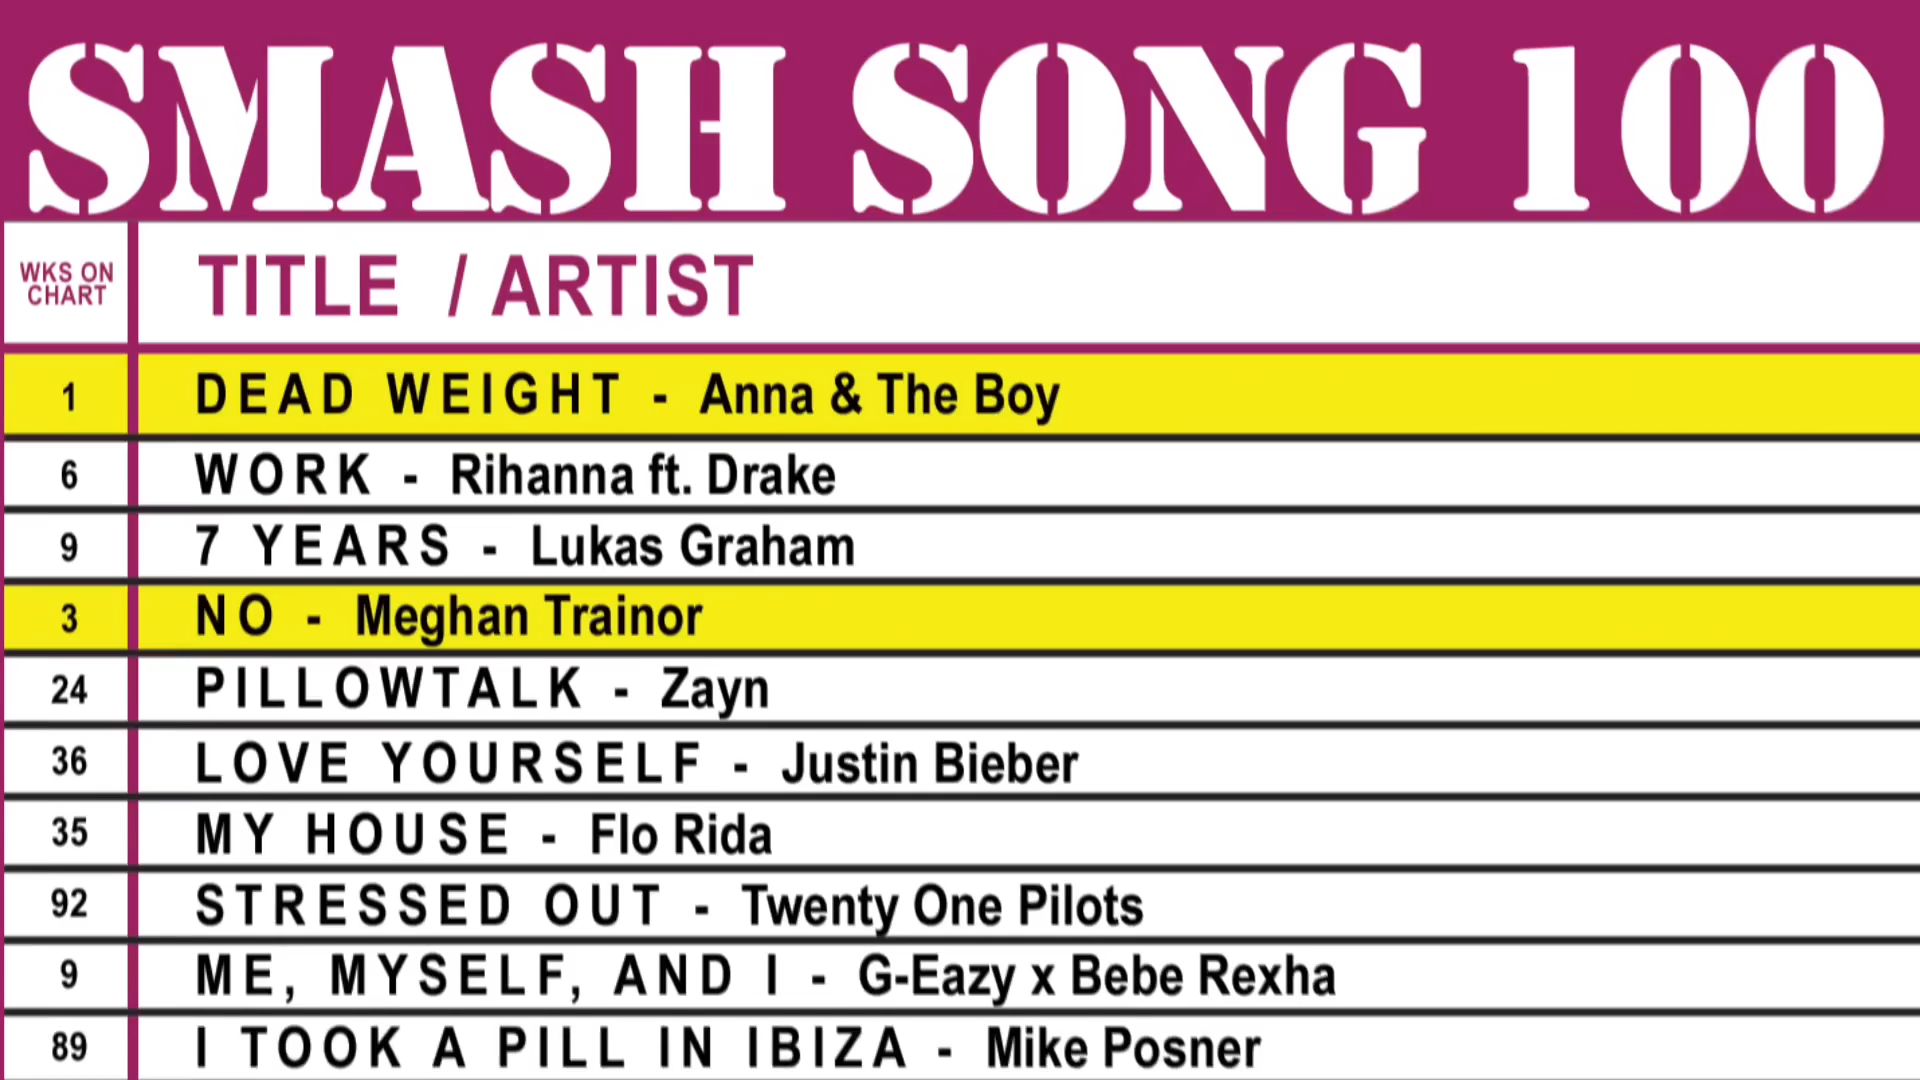 SMASH SONG 100
WKS ON
CHART
TITLE / ARTIST
1 DEAD WEIGHT - Anna & The Boy
6 WORK - Rihanna ft. Drake
9 7 YEARS - Lukas Graham
3 NO - Meghan Trainor
24 PILLOWTALK - Zayn
36 LOVE YOURSELF - Justin Bieber
35 MY HOUSE - Flo Rida
92 STRESSED OUT - Twenty One Pilots
9 ME, MYSELF, AND I - G-Eazy x Bebe Rexha
89 I TOOK A PILL IN IBIZA - Mike Posner